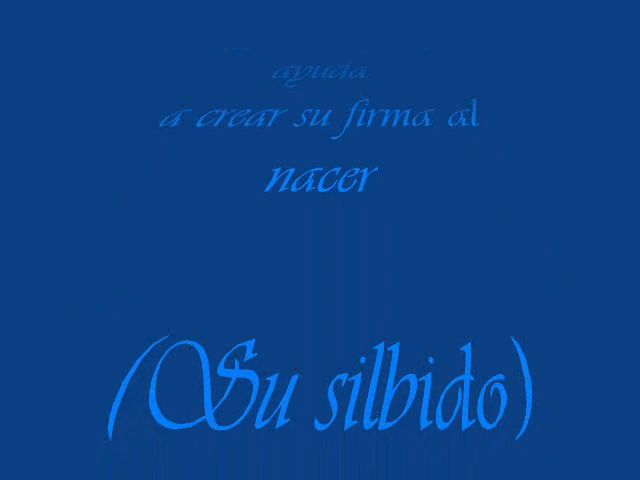 ayuda
a crear su firma al
nacer
(Su silbido)